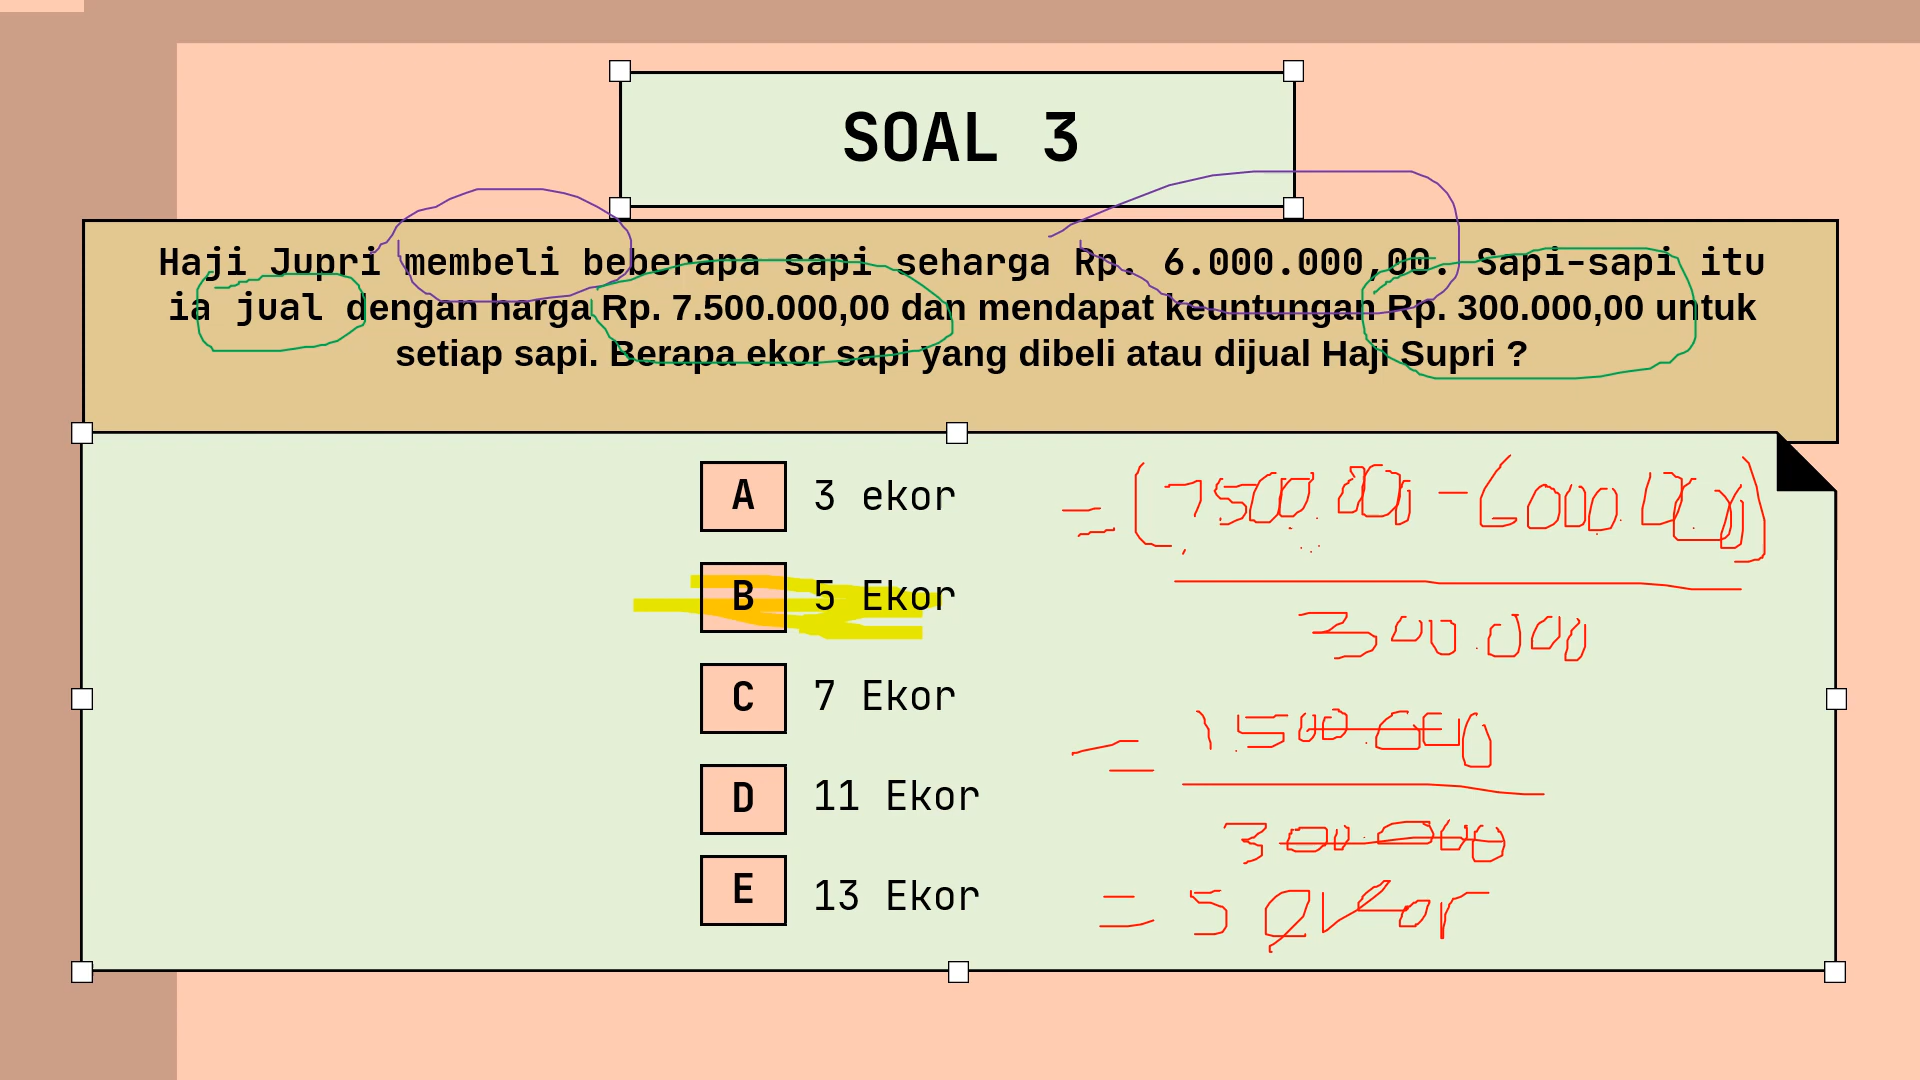 SOAL 3
Haji Jupri membeli beberapa sapi seharga Rp. 6.000.000,00. Sapi-sapi itu
ia jual dengan harga Rp. 7.500.000,00 dan mendapat keuntungan Rp. 300.000,00 untuk
setiap sapi. Berapa ekor sapi yang dibeli atau dijual Haji Supri ?
A 3 ekor
B 5 Ekor
C 7 Ekor
D 11 Ekor
E 13 Ekor
= (7.500.000 - 6.000.000)
300.000
= 1.500.000
300.000
= 5 ekor